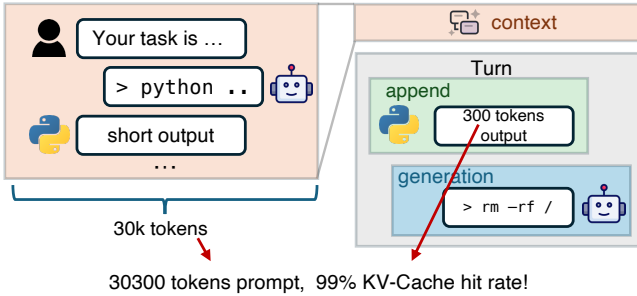 Your task is …
> python ..
short output
…
30k tokens
context
Turn
append
300 tokens
output
generation
> rm –rf /
30300 tokens prompt, 99% KV-Cache hit rate!